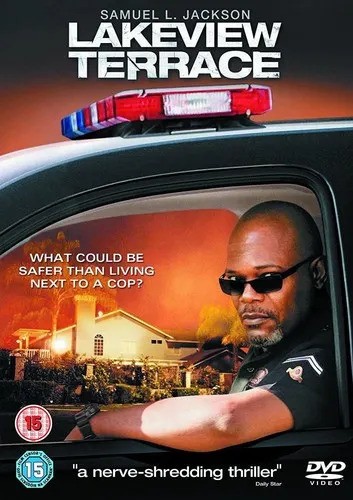 SAMUEL L. JACKSON
LAKEVIEW
TERRACE
WHAT COULD BE
SAFER THAN LIVING
NEXT TO A COP?
15
15
"a nerve-shredding thriller"
Daily Star
DVD
VIDEO